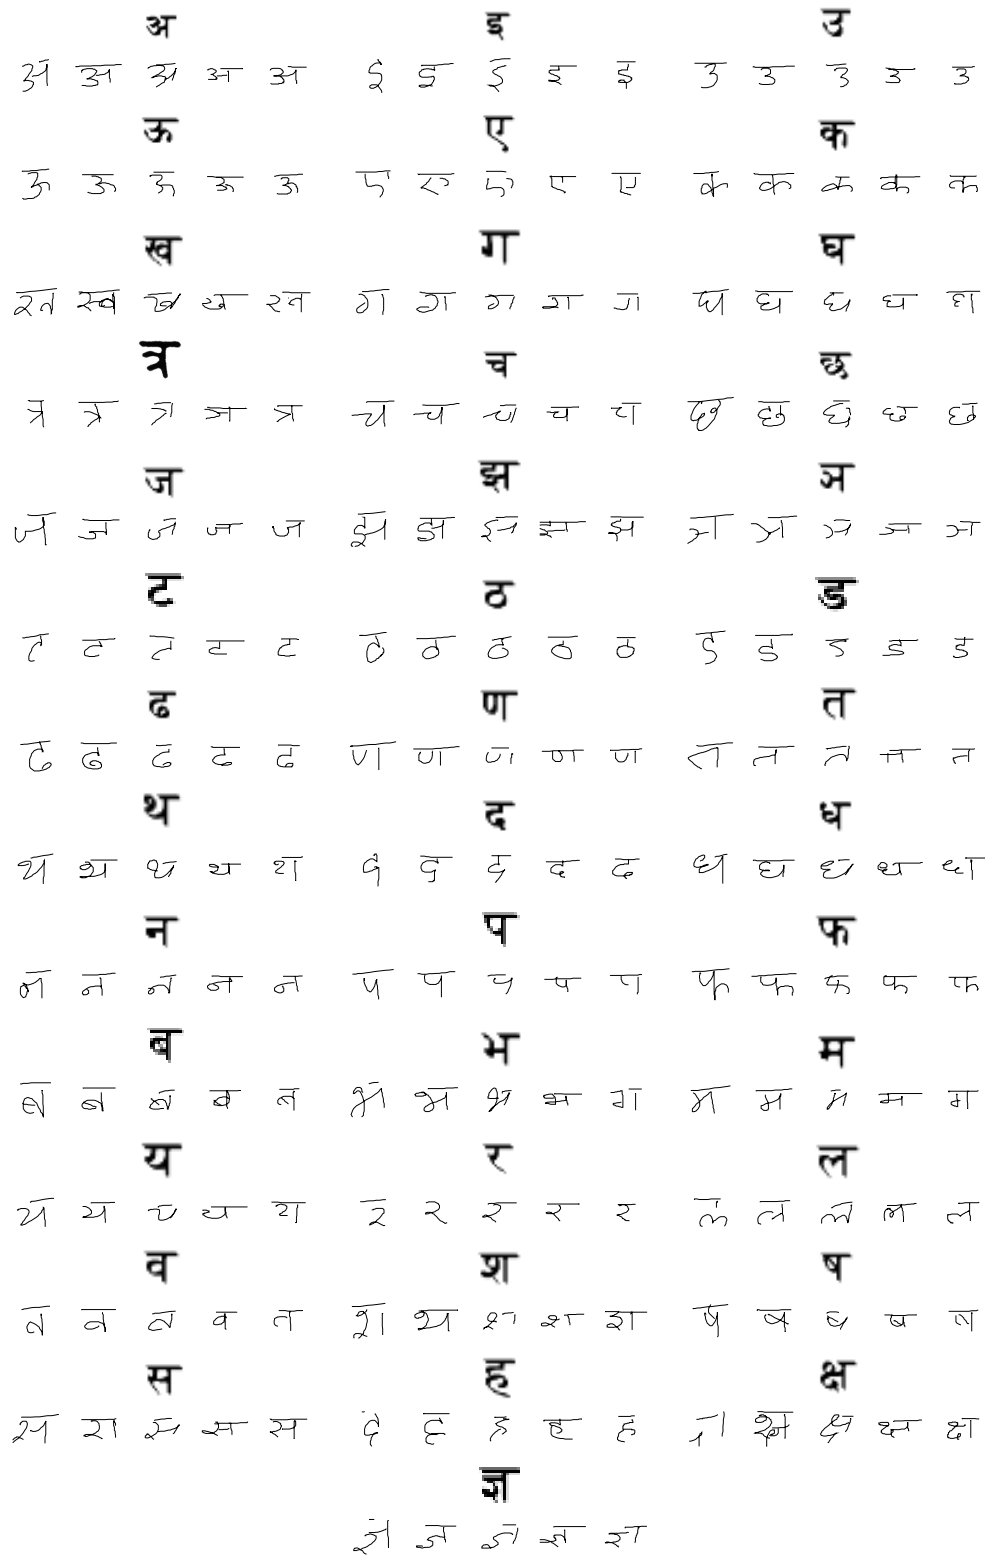 अ इ उ
अ अ अ अ अ इ इ इ इ इ उ उ उ उ उ
ऊ ए क
ऊ ऊ ऊ ऊ ऊ ए ए ए ए ए क क क क क
ख ग घ
ख ख ख ख ख ग ग ग ग ग घ घ घ घ घ
त्र च छ
त्र त्र त्र त्र त्र च च च च च छ छ छ छ छ
ज झ ञ
ज ज ज ज ज झ झ झ झ झ ञ ञ ञ ञ ञ
ट ठ ड
ट ट ट ट ट ठ ठ ठ ठ ठ ड ड ड ड ड
ढ ण त
ढ ढ ढ ढ ढ ण ण ण ण ण त त त त त
थ द ध
थ थ थ थ थ द द द द द ध ध ध ध ध
न प फ
न न न न न प प प प प फ फ फ फ फ
ब भ म
ब ब ब ब ब भ भ भ भ भ म म म म म
य र ल
य य य य य र र र र र ल ल ल ल ल
व श ष
व व व व व श श श श श ष ष ष ष ष
स ह क्ष
स स स स स ह ह ह ह ह क्ष क्ष क्ष क्ष क्ष
ज्ञ
ज्ञ ज्ञ ज्ञ ज्ञ ज्ञ